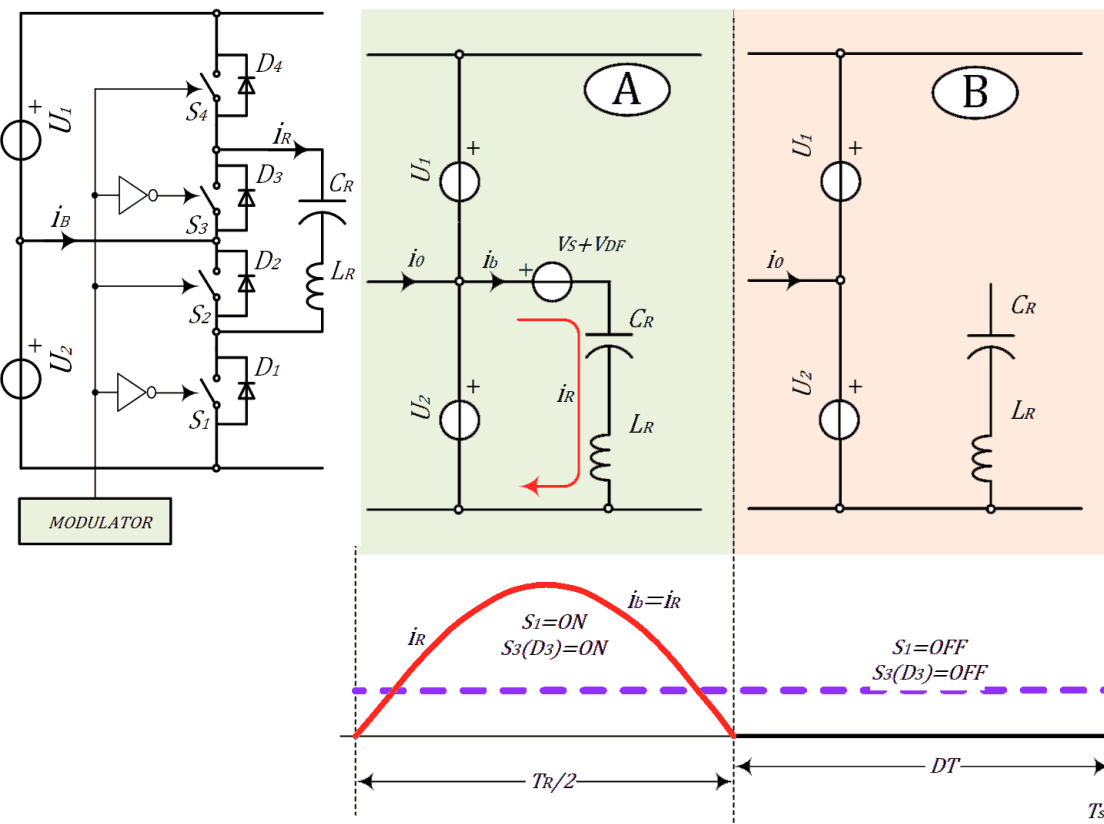 D4
S4
+
U1
iR
D3
CR
S3
iB
D2
LR
S2
+
U2
D1
S1
MODULATOR
A
U1
+
VS+VDF
i0
ib
+
CR
U2
+
iR
LR
B
U1
+
i0
CR
U2
+
LR
iR
ib=iR
S1=ON
S3(D3)=ON
S1=OFF
S3(D3)=OFF
TR/2
DT
Ts